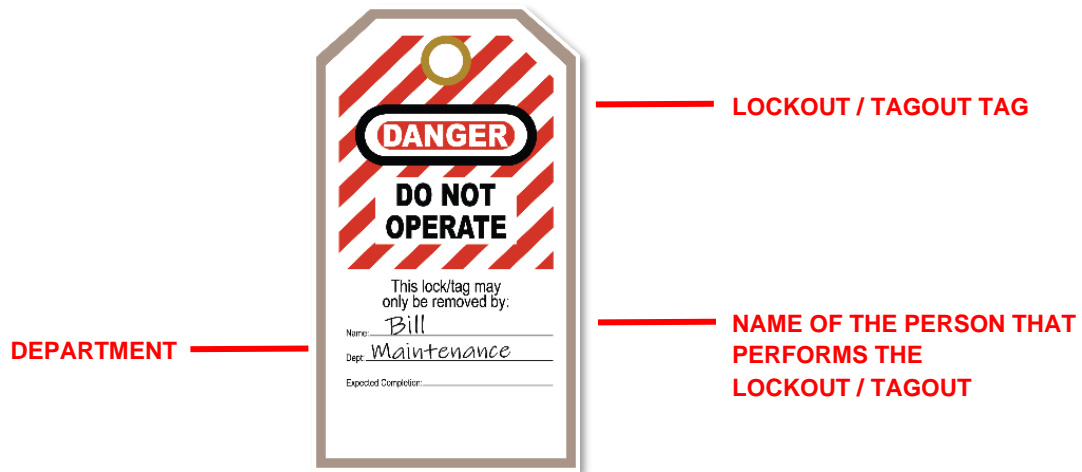 LOCKOUT / TAGOUT TAG
DANGER
DO NOT
OPERATE
This lock/tag may
only be removed by:
Name: Bill
Dept: Maintenance
Expected Completion:
DEPARTMENT
NAME OF THE PERSON THAT
PERFORMS THE
LOCKOUT / TAGOUT